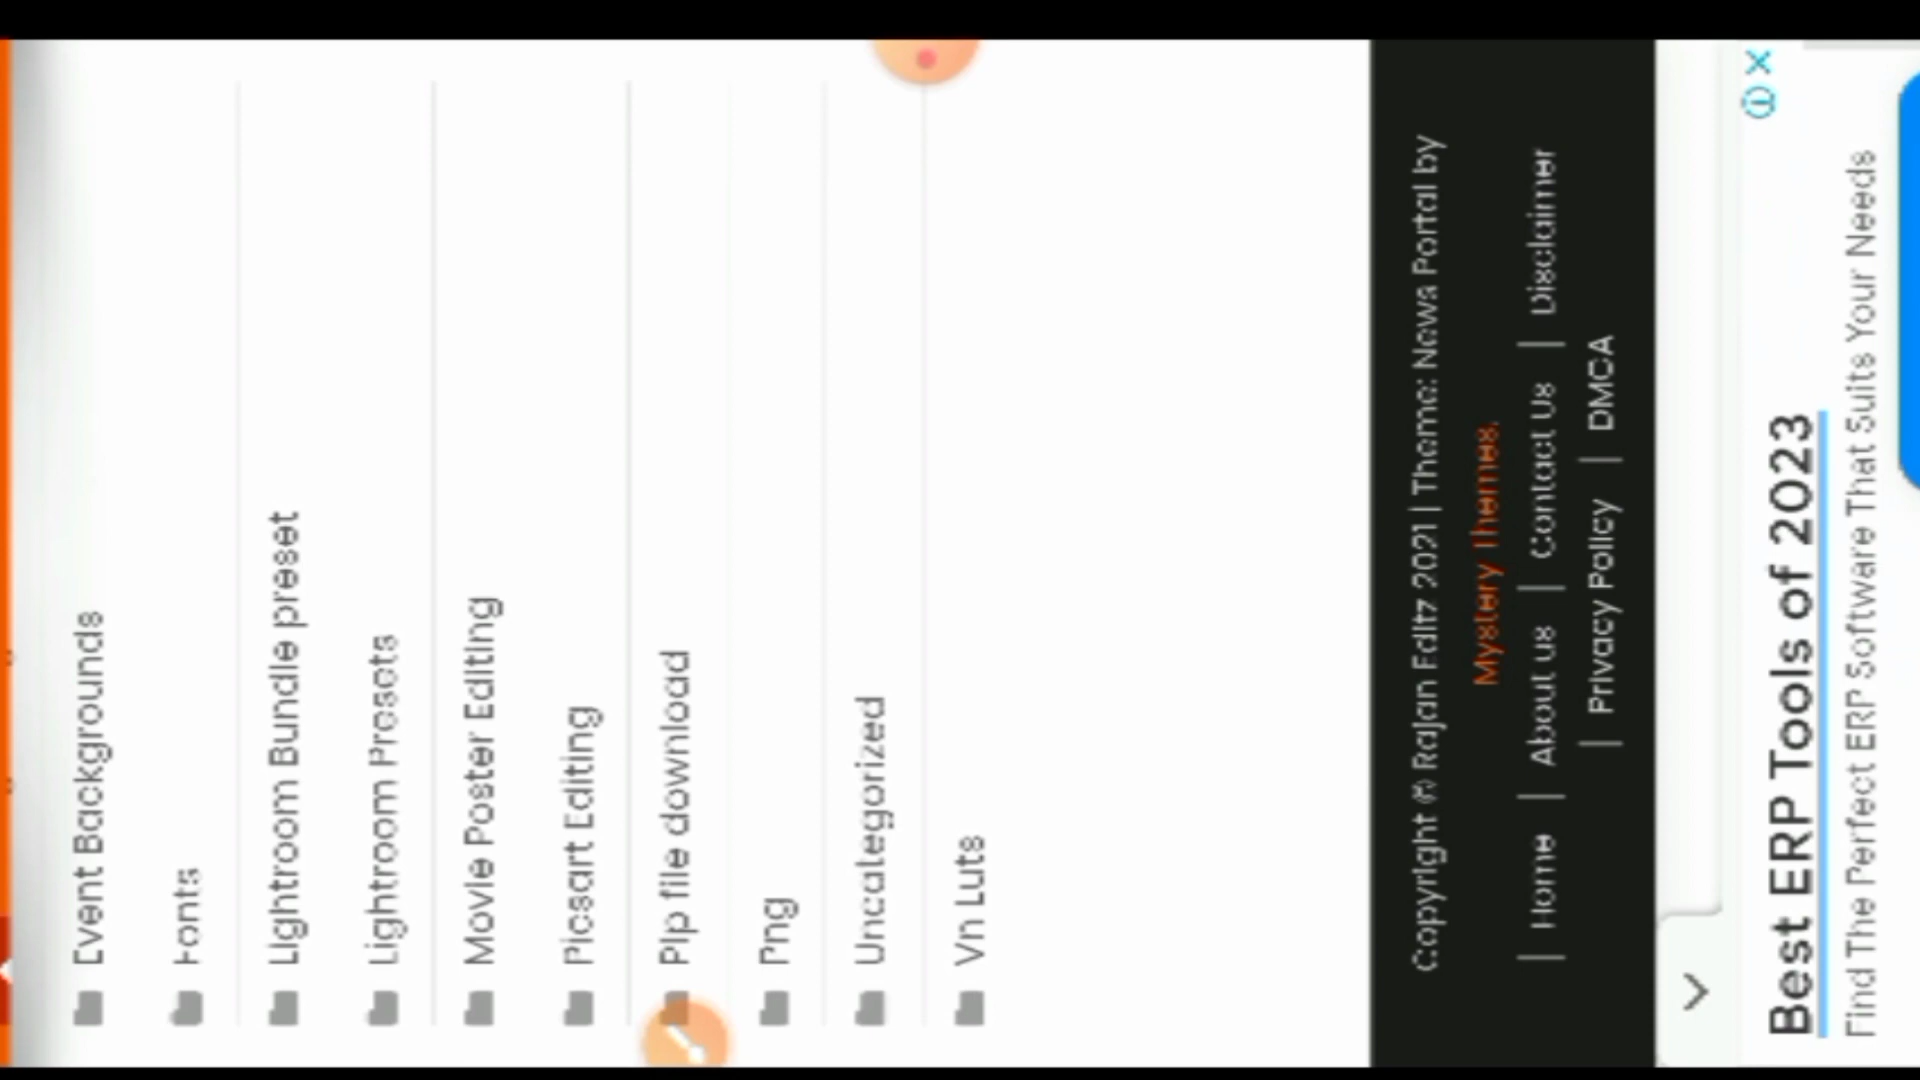 Event Backgrounds
Fonts
Lightroom Bundle preset
Lightroom Presets
Movie Poster Editing
Picsart Editing
Plp file download
Png
Uncategorized
Vn Luts
Copyright © Rajan Editz 2021 | Theme: News Portal by
Mystery Themes.
| Home | About us | Contact Us | Disclaimer
| Privacy Policy | DMCA
Best ERP Tools of 2023
Find The Perfect ERP Software That Suits Your Needs